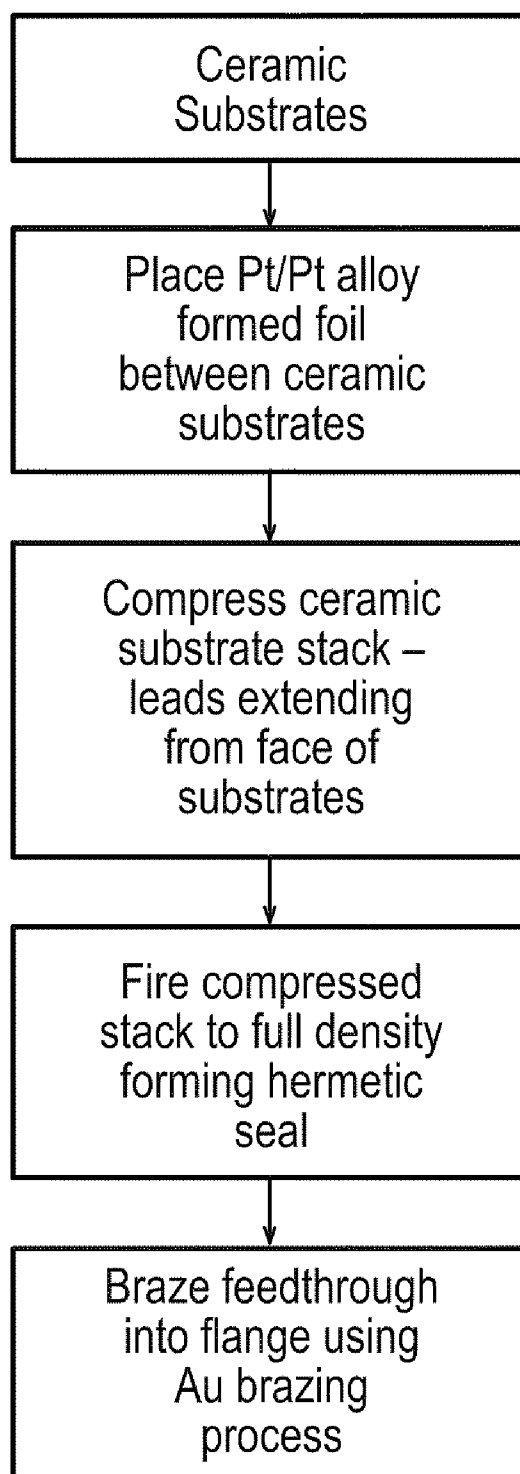 Ceramic
Substrates
Place Pt/Pt alloy
formed foil
between ceramic
substrates
Compress ceramic
substrate stack –
leads extending
from face of
substrates
Fire compressed
stack to full density
forming hermetic
seal
Braze feedthrough
into flange using
Au brazing
process